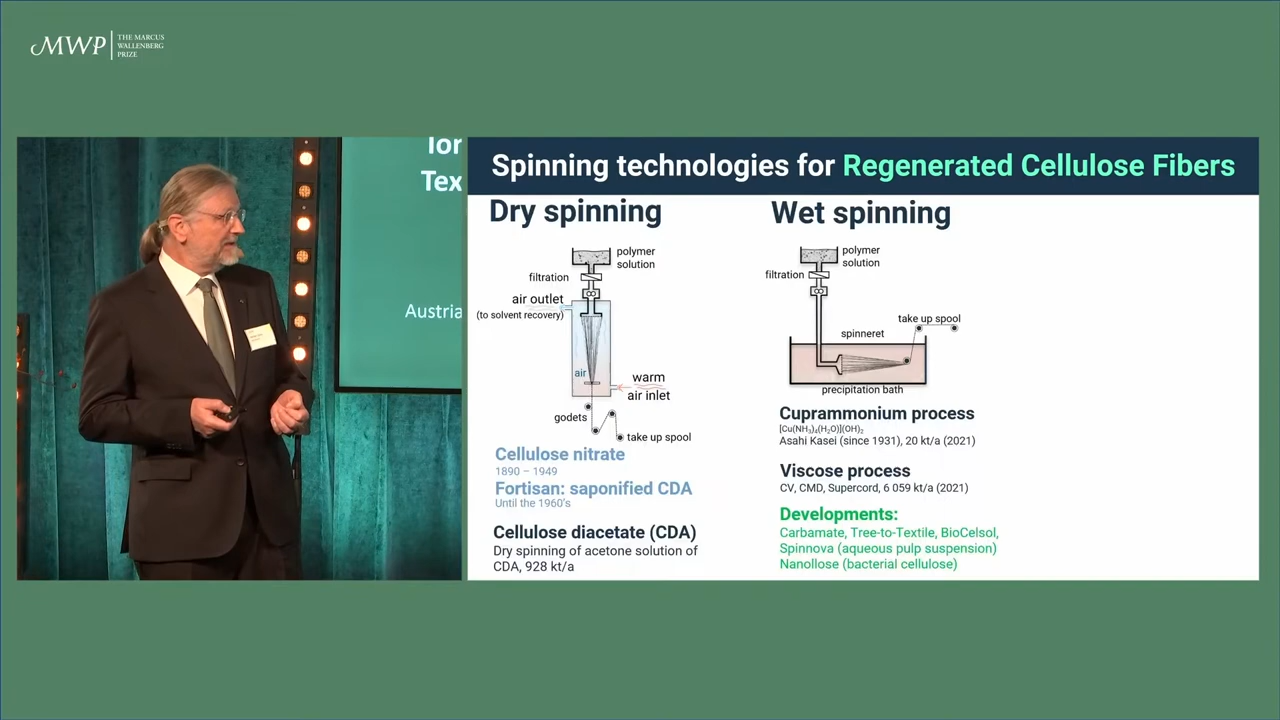 MWP
THE MARCUS
WALLENBERG
PRIZE
Ior
Tex
Austria
Spinning technologies for Regenerated Cellulose Fibers
Dry spinning
polymer
solution
filtration
air outlet
(to solvent recovery)
air
warm
air inlet
godets
take up spool
Cellulose nitrate
1890 – 1949
Fortisan: saponified CDA
Until the 1960's
Cellulose diacetate (CDA)
Dry spinning of acetone solution of
CDA, 928 kt/a
Wet spinning
polymer
solution
filtration
take up spool
spinneret
precipitation bath
Cuprammonium process
[Cu(NH₃)₄(H₂O)](OH)₂
Asahi Kasei (since 1931), 20 kt/a (2021)
Viscose process
CV, CMD, Supercord, 6 059 kt/a (2021)
Developments:
Carbamate, Tree-to-Textile, BioCelsol,
Spinnova (aqueous pulp suspension)
Nanollose (bacterial cellulose)